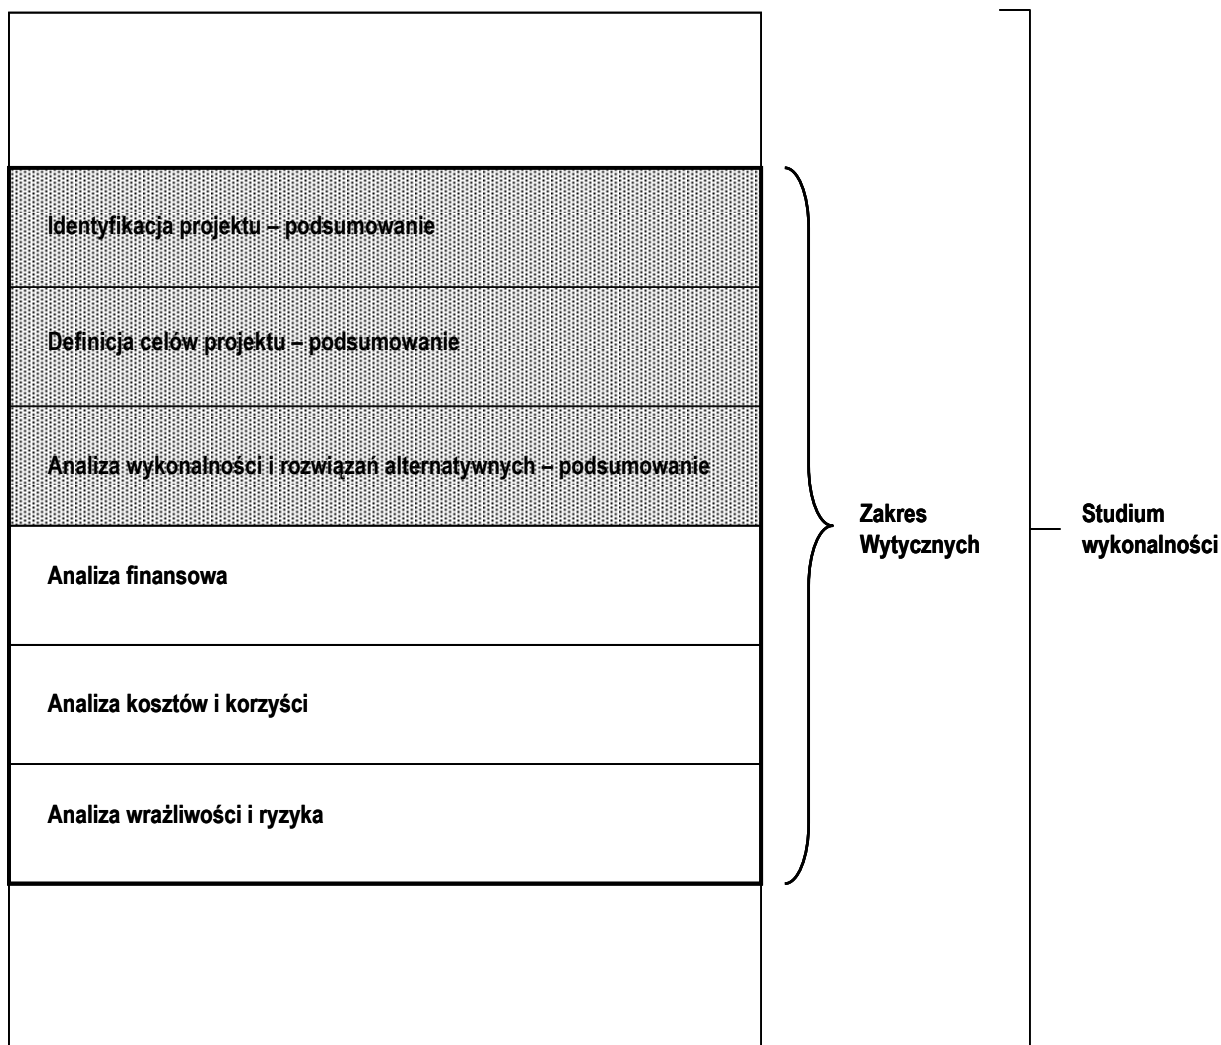 Identyfikacja projektu – podsumowanie
Definicja celów projektu – podsumowanie
Analiza wykonalności i rozwiązań alternatywnych – podsumowanie
Analiza finansowa
Analiza kosztów i korzyści
Analiza wrażliwości i ryzyka
Zakres
Wytycznych
Studium
wykonalności